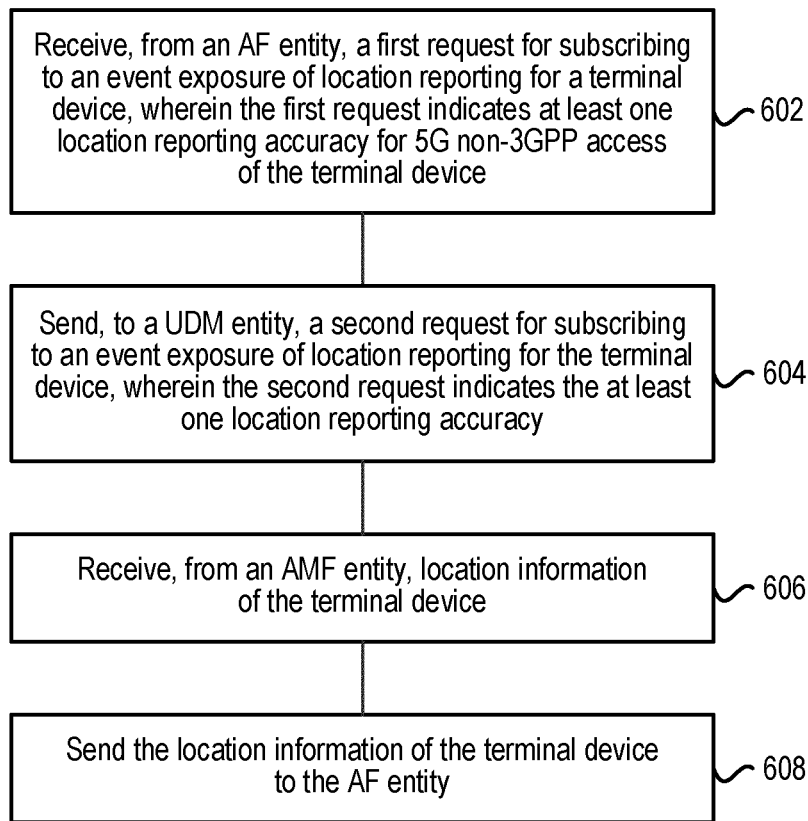 Receive, from an AF entity, a first request for subscribing
to an event exposure of location reporting for a terminal
device, wherein the first request indicates at least one
location reporting accuracy for 5G non-3GPP access
of the terminal device
602
Send, to a UDM entity, a second request for subscribing
to an event exposure of location reporting for the terminal
device, wherein the second request indicates the at least
one location reporting accuracy
604
Receive, from an AMF entity, location information
of the terminal device
606
Send the location information of the terminal device
to the AF entity
608